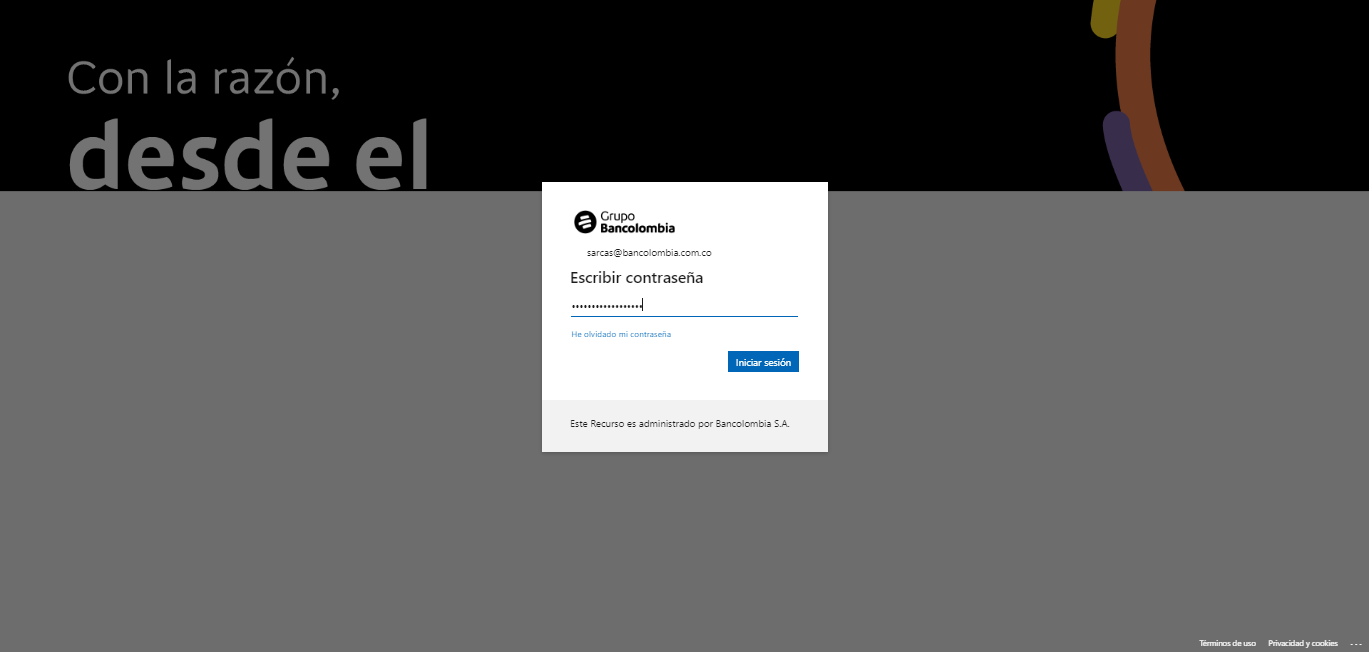 Con la razón,
desde el
Grupo
Bancolombia
sarcas@bancolombia.com.co
Escribir contraseña
••••••••••••••••••
He olvidado mi contraseña
Iniciar sesión
Este Recurso es administrado por Bancolombia S.A.
Términos de uso Privacidad y cookies ...